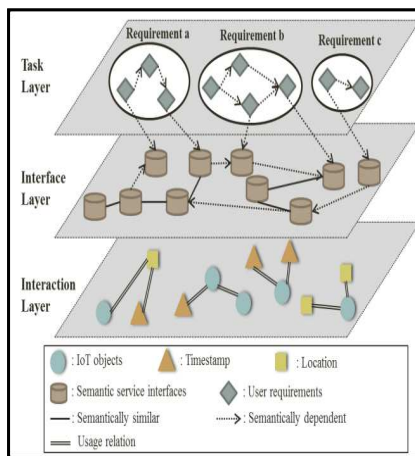 Requirement a Requirement b Requirement c
Task
Layer
Interface
Layer
Interaction
Layer
: IoT objects : Timestamp : Location
: Semantic service interfaces : User requirements
: Semantically similar : Semantically dependent
: Usage relation